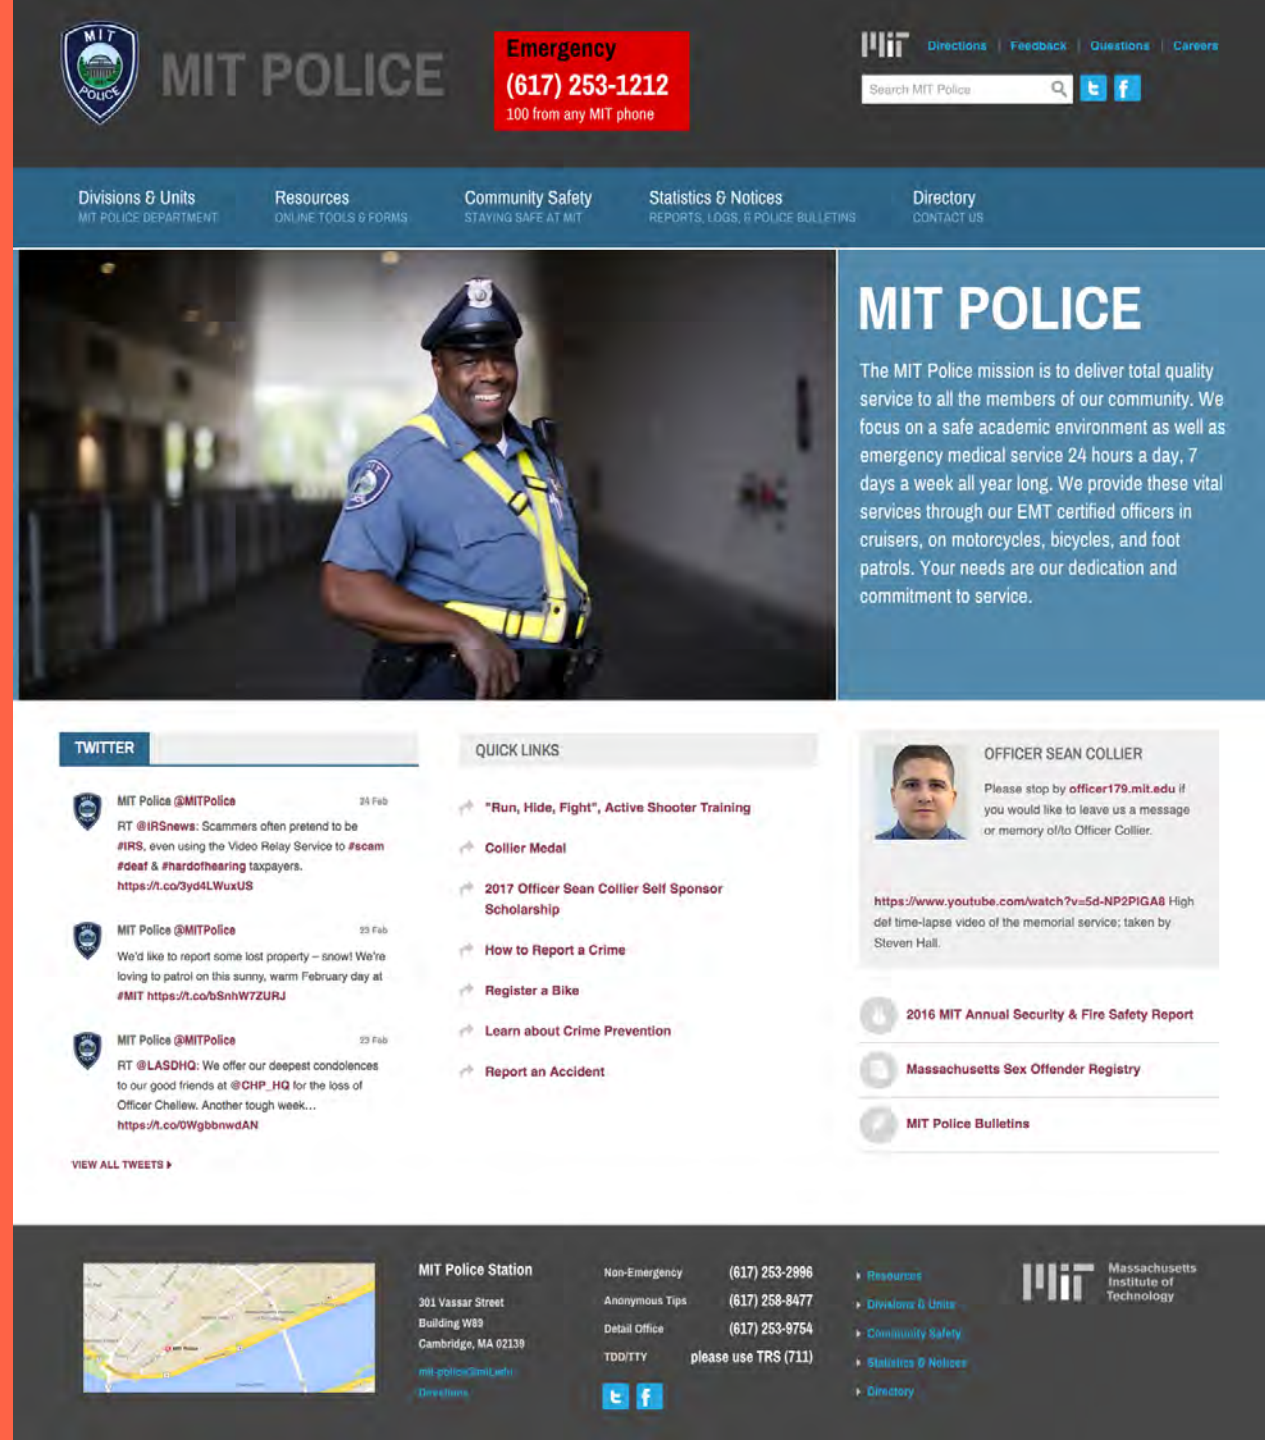 MIT
POLICE
MIT POLICE
Emergency
(617) 253-1212
100 from any MIT phone
MIT
Directions | Feedback | Questions | Careers
Search MIT Police
Divisions & Units
MIT POLICE DEPARTMENT
Resources
ONLINE TOOLS & FORMS
Community Safety
STAYING SAFE AT MIT
Statistics & Notices
REPORTS, LOGS, & POLICE BULLETINS
Directory
CONTACT US
MIT
POLICE
MIT POLICE
The MIT Police mission is to deliver total quality
service to all the members of our community. We
focus on a safe academic environment as well as
emergency medical service 24 hours a day, 7
days a week all year long. We provide these vital
services through our EMT certified officers in
cruisers, on motorcycles, bicycles, and foot
patrols. Your needs are our dedication and
commitment to service.
TWITTER
MIT Police @MITPolice 24 Feb
RT @IRSnews: Scammers often pretend to be
#IRS, even using the Video Relay Service to #scam
#deaf & #hardofhearing taxpayers.
https://t.co/3yd4LWuxUS
MIT Police @MITPolice 23 Feb
We'd like to report some lost property – snow! We're
loving to patrol on this sunny, warm February day at
#MIT https://t.co/bSnhW7ZURJ
MIT Police @MITPolice 23 Feb
RT @LASDHQ: We offer our deepest condolences
to our good friends at @CHP_HQ for the loss of
Officer Chellew. Another tough week…
https://t.co/0WgbbnwdAN
VIEW ALL TWEETS
QUICK LINKS
"Run, Hide, Fight", Active Shooter Training
Collier Medal
2017 Officer Sean Collier Self Sponsor
Scholarship
How to Report a Crime
Register a Bike
Learn about Crime Prevention
Report an Accident
OFFICER SEAN COLLIER
Please stop by officer179.mit.edu if
you would like to leave us a message
or memory of/to Officer Collier.
https://www.youtube.com/watch?v=5d-NP2PIGA8 High
def time-lapse video of the memorial service; taken by
Steven Hall.
2016 MIT Annual Security & Fire Safety Report
Massachusetts Sex Offender Registry
MIT Police Bulletins
MIT Police
MIT Police Station
301 Vassar Street
Building W89
Cambridge, MA 02139
mit-police@mit.edu
Directions
Non-Emergency (617) 253-2996
Anonymous Tips (617) 258-8477
Detail Office (617) 253-9754
TDD/TTY please use TRS (711)
Resources
Divisions & Units
Community Safety
Statistics & Notices
Directory
Massachusetts
Institute of
Technology